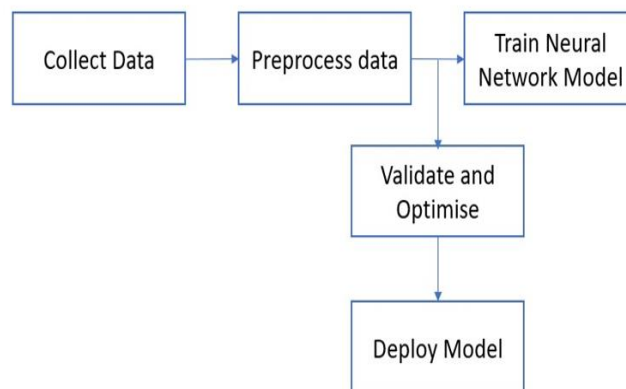 Collect Data
Preprocess data
Train Neural
Network Model
Validate and
Optimise
Deploy Model